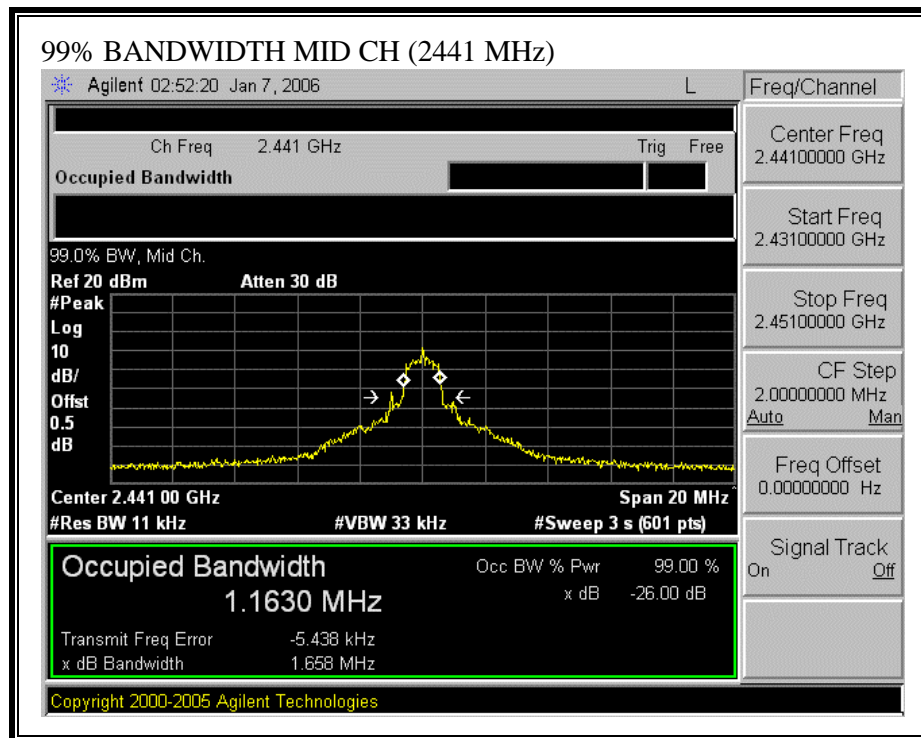 99% BANDWIDTH MID CH (2441 MHz)
Agilent 02:52:20 Jan 7, 2006 L
Freq/Channel
Ch Freq 2.441 GHz Trig Free
Occupied Bandwidth
Center Freq
2.44100000 GHz
Start Freq
2.43100000 GHz
Stop Freq
2.45100000 GHz
CF Step
2.00000000 MHz
Auto Man
Freq Offset
0.00000000 Hz
Signal Track
On Off
99.0% BW, Mid Ch.
Ref 20 dBm Atten 30 dB
#Peak
Log
10
dB/
Offst
0.5
dB
Center 2.441 00 GHz Span 20 MHz
#Res BW 11 kHz #VBW 33 kHz #Sweep 3 s (601 pts)
Occupied Bandwidth Occ BW % Pwr 99.00 %
1.1630 MHz x dB -26.00 dB
Transmit Freq Error -5.438 kHz
x dB Bandwidth 1.658 MHz
Copyright 2000-2005 Agilent Technologies